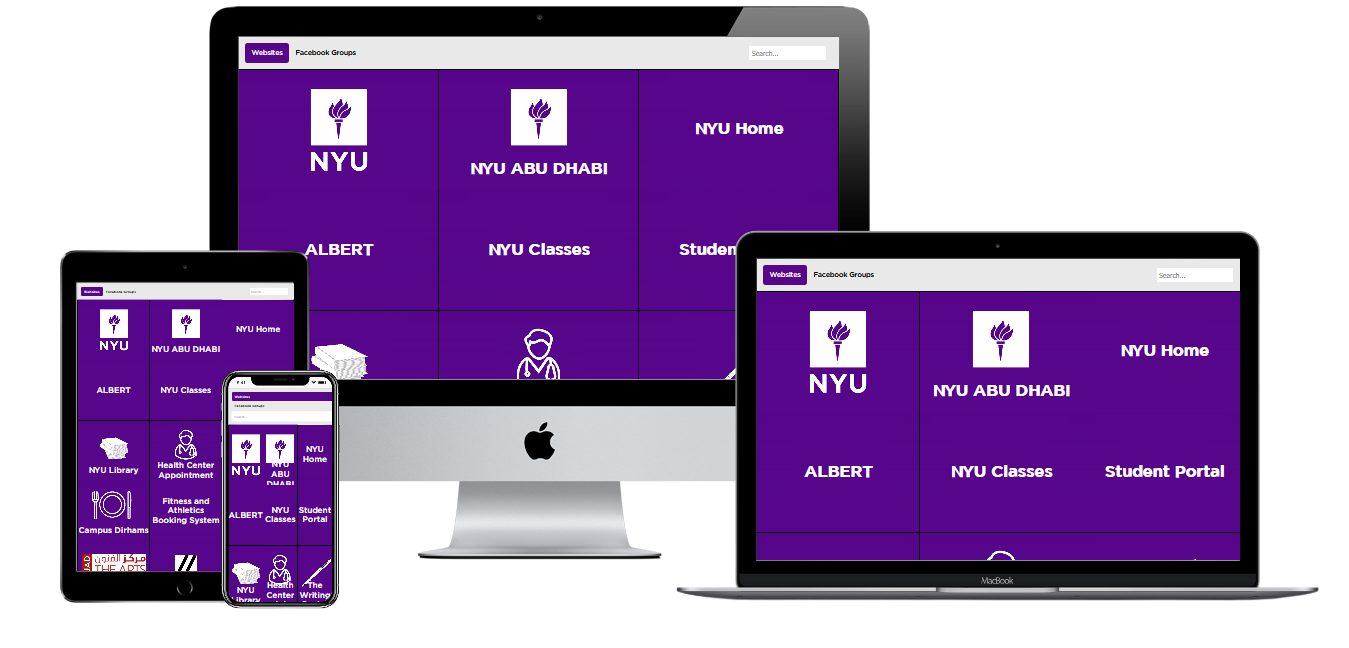 Websites
Facebook Groups
Search...
NYU
NYU ABU DHABI
NYU Home
ALBERT
NYU Classes
Studen
Websites
Facebook Groups
Search...
NYU
NYU ABU DHABI
NYU Home
ALBERT
NYU Classes
Student Portal
MacBook
Websites
Facebook Groups
Search...
NYU
NYU ABU DHABI
NYU Home
ALBERT
NYU Classes
NYU Library
Health Center
Appointment
Campus Dirhams
Fitness and
Athletics
Booking System
مركز الفنون
THE ARTS
Websites
Facebook Groups
Search...
NYU
NYU
ABU
DHABI
NYU
Home
ALBERT
NYU
Classes
Student
Portal
NYU
Library
Health
Center
The
Writing